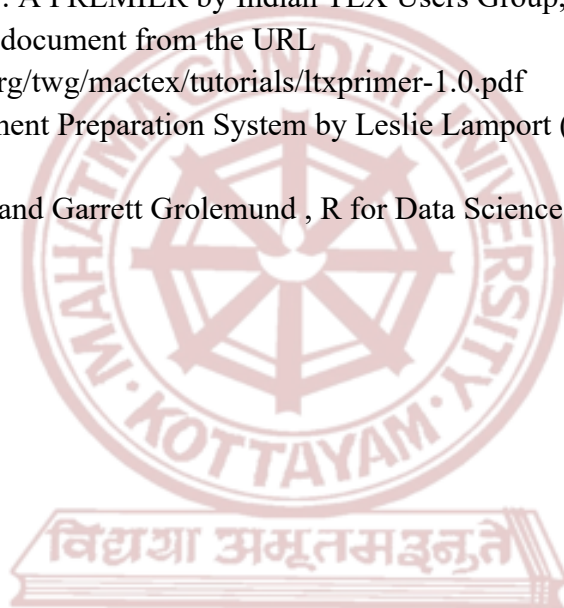 : A PREMIER by Indian TEX Users Group,
document from the URL
rg/twg/mactex/tutorials/ltxprimer-1.0.pdf
ment Preparation System by Leslie Lamport (
and Garrett Grolemund , R for Data Science
MAHATMA GANDHI UNIVERSITY
• KOTTAYAM •
विद्यया अमृतमश्नुते